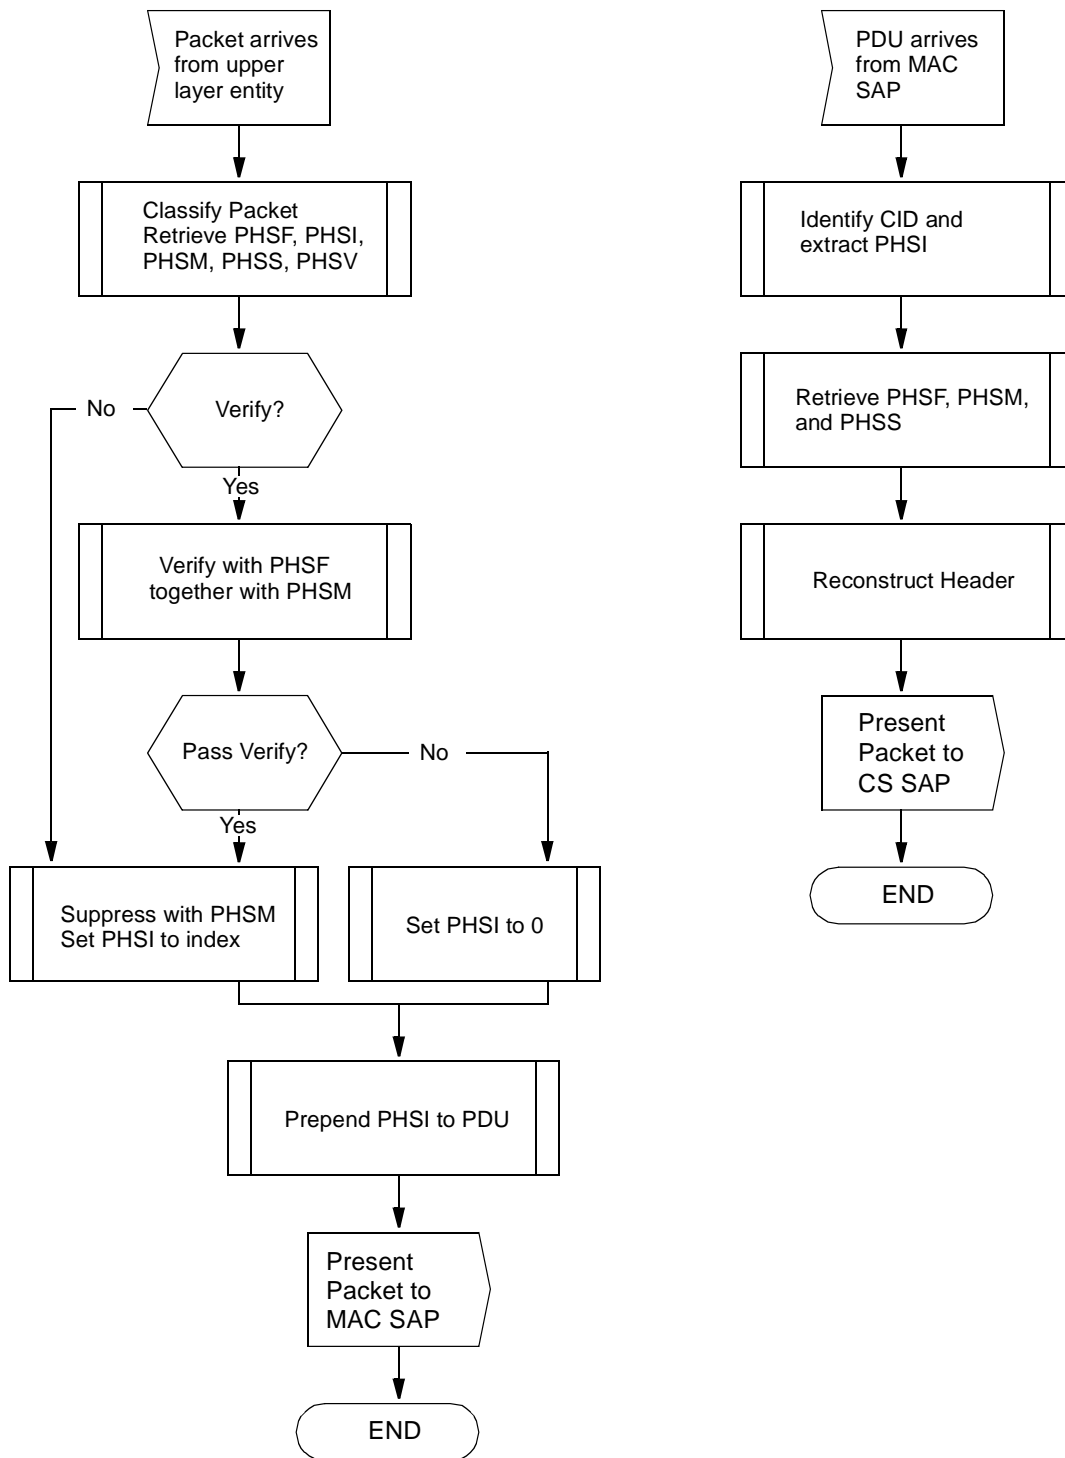 Packet arrives
from upper
layer entity
Classify Packet
Retrieve PHSF, PHSI,
PHSM, PHSS, PHSV
Verify?
No
Yes
Verify with PHSF
together with PHSM
Pass Verify?
No
Yes
Suppress with PHSM
Set PHSI to index
Set PHSI to 0
Prepend PHSI to PDU
Present
Packet to
MAC SAP
END
PDU arrives
from MAC
SAP
Identify CID and
extract PHSI
Retrieve PHSF, PHSM,
and PHSS
Reconstruct Header
Present
Packet to
CS SAP
END